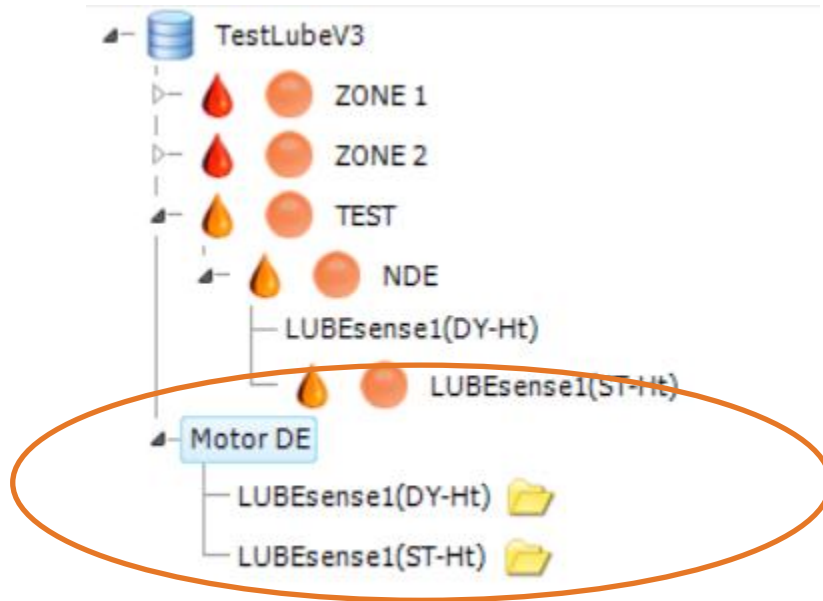 TestLubeV3
ZONE 1
ZONE 2
TEST
NDE
LUBEsense1(DY-Ht)
LUBEsense1(ST-Ht)
Motor DE
LUBEsense1(DY-Ht)
LUBEsense1(ST-Ht)